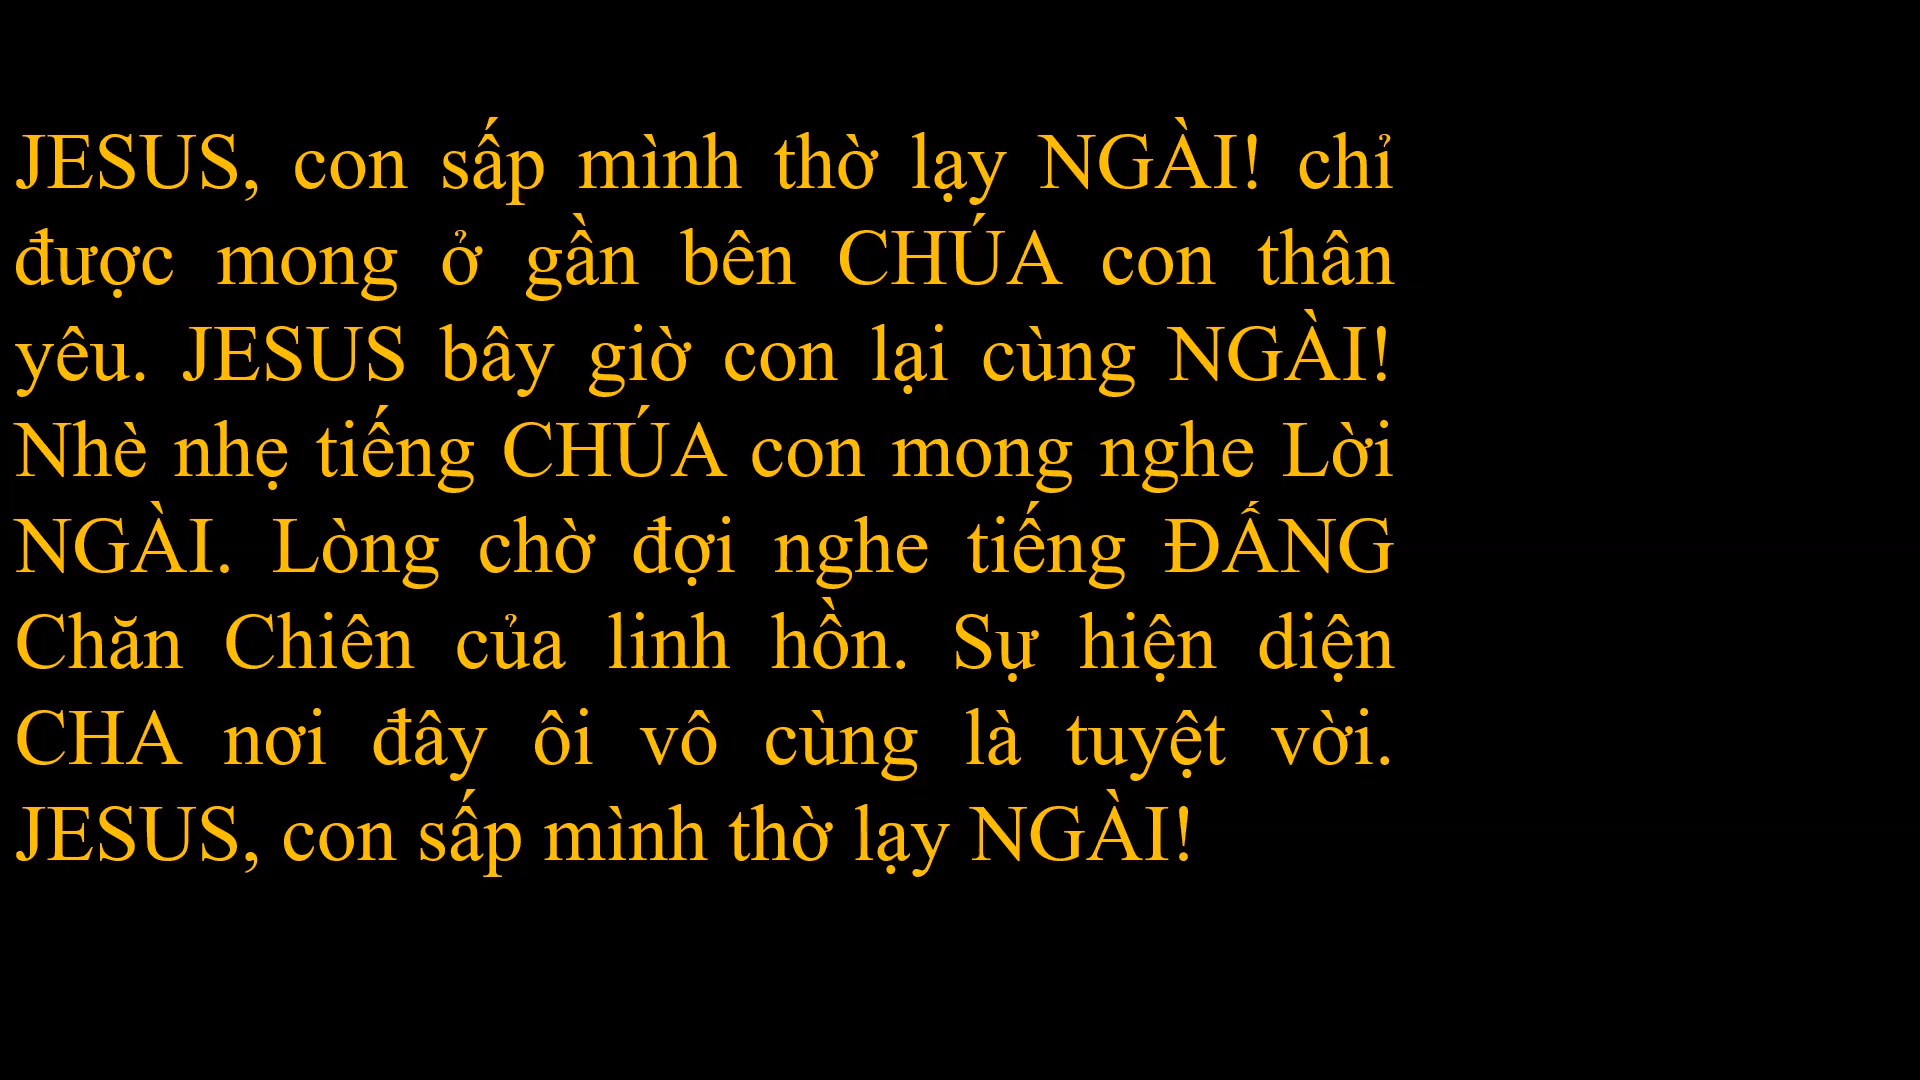 JESUS, con sấp mình thờ lạy NGÀI! chỉ
được mong ở gần bên CHÚA con thân
yêu. JESUS bây giờ con lại cùng NGÀI!
Nhè nhẹ tiếng CHÚA con mong nghe Lời
NGÀI. Lòng chờ đợi nghe tiếng ĐẤNG
Chăn Chiên của linh hồn. Sự hiện diện
CHA nơi đây ôi vô cùng là tuyệt vời.
JESUS, con sấp mình thờ lạy NGÀI!